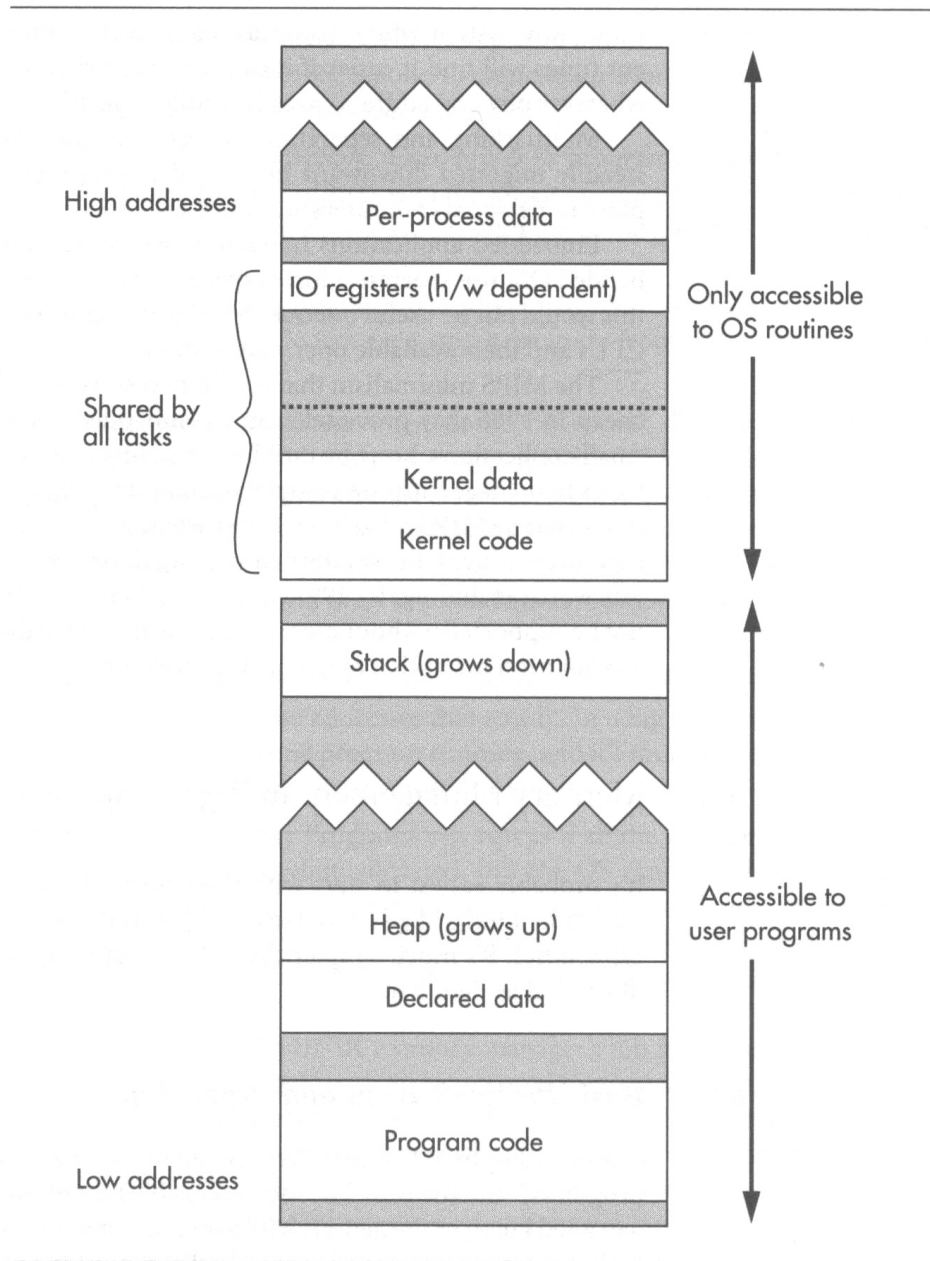 High addresses
Per-process data
IO registers (h/w dependent)
Only accessible
to OS routines
Shared by
all tasks
Kernel data
Kernel code
Stack (grows down)
Heap (grows up)
Accessible to
user programs
Declared data
Program code
Low addresses